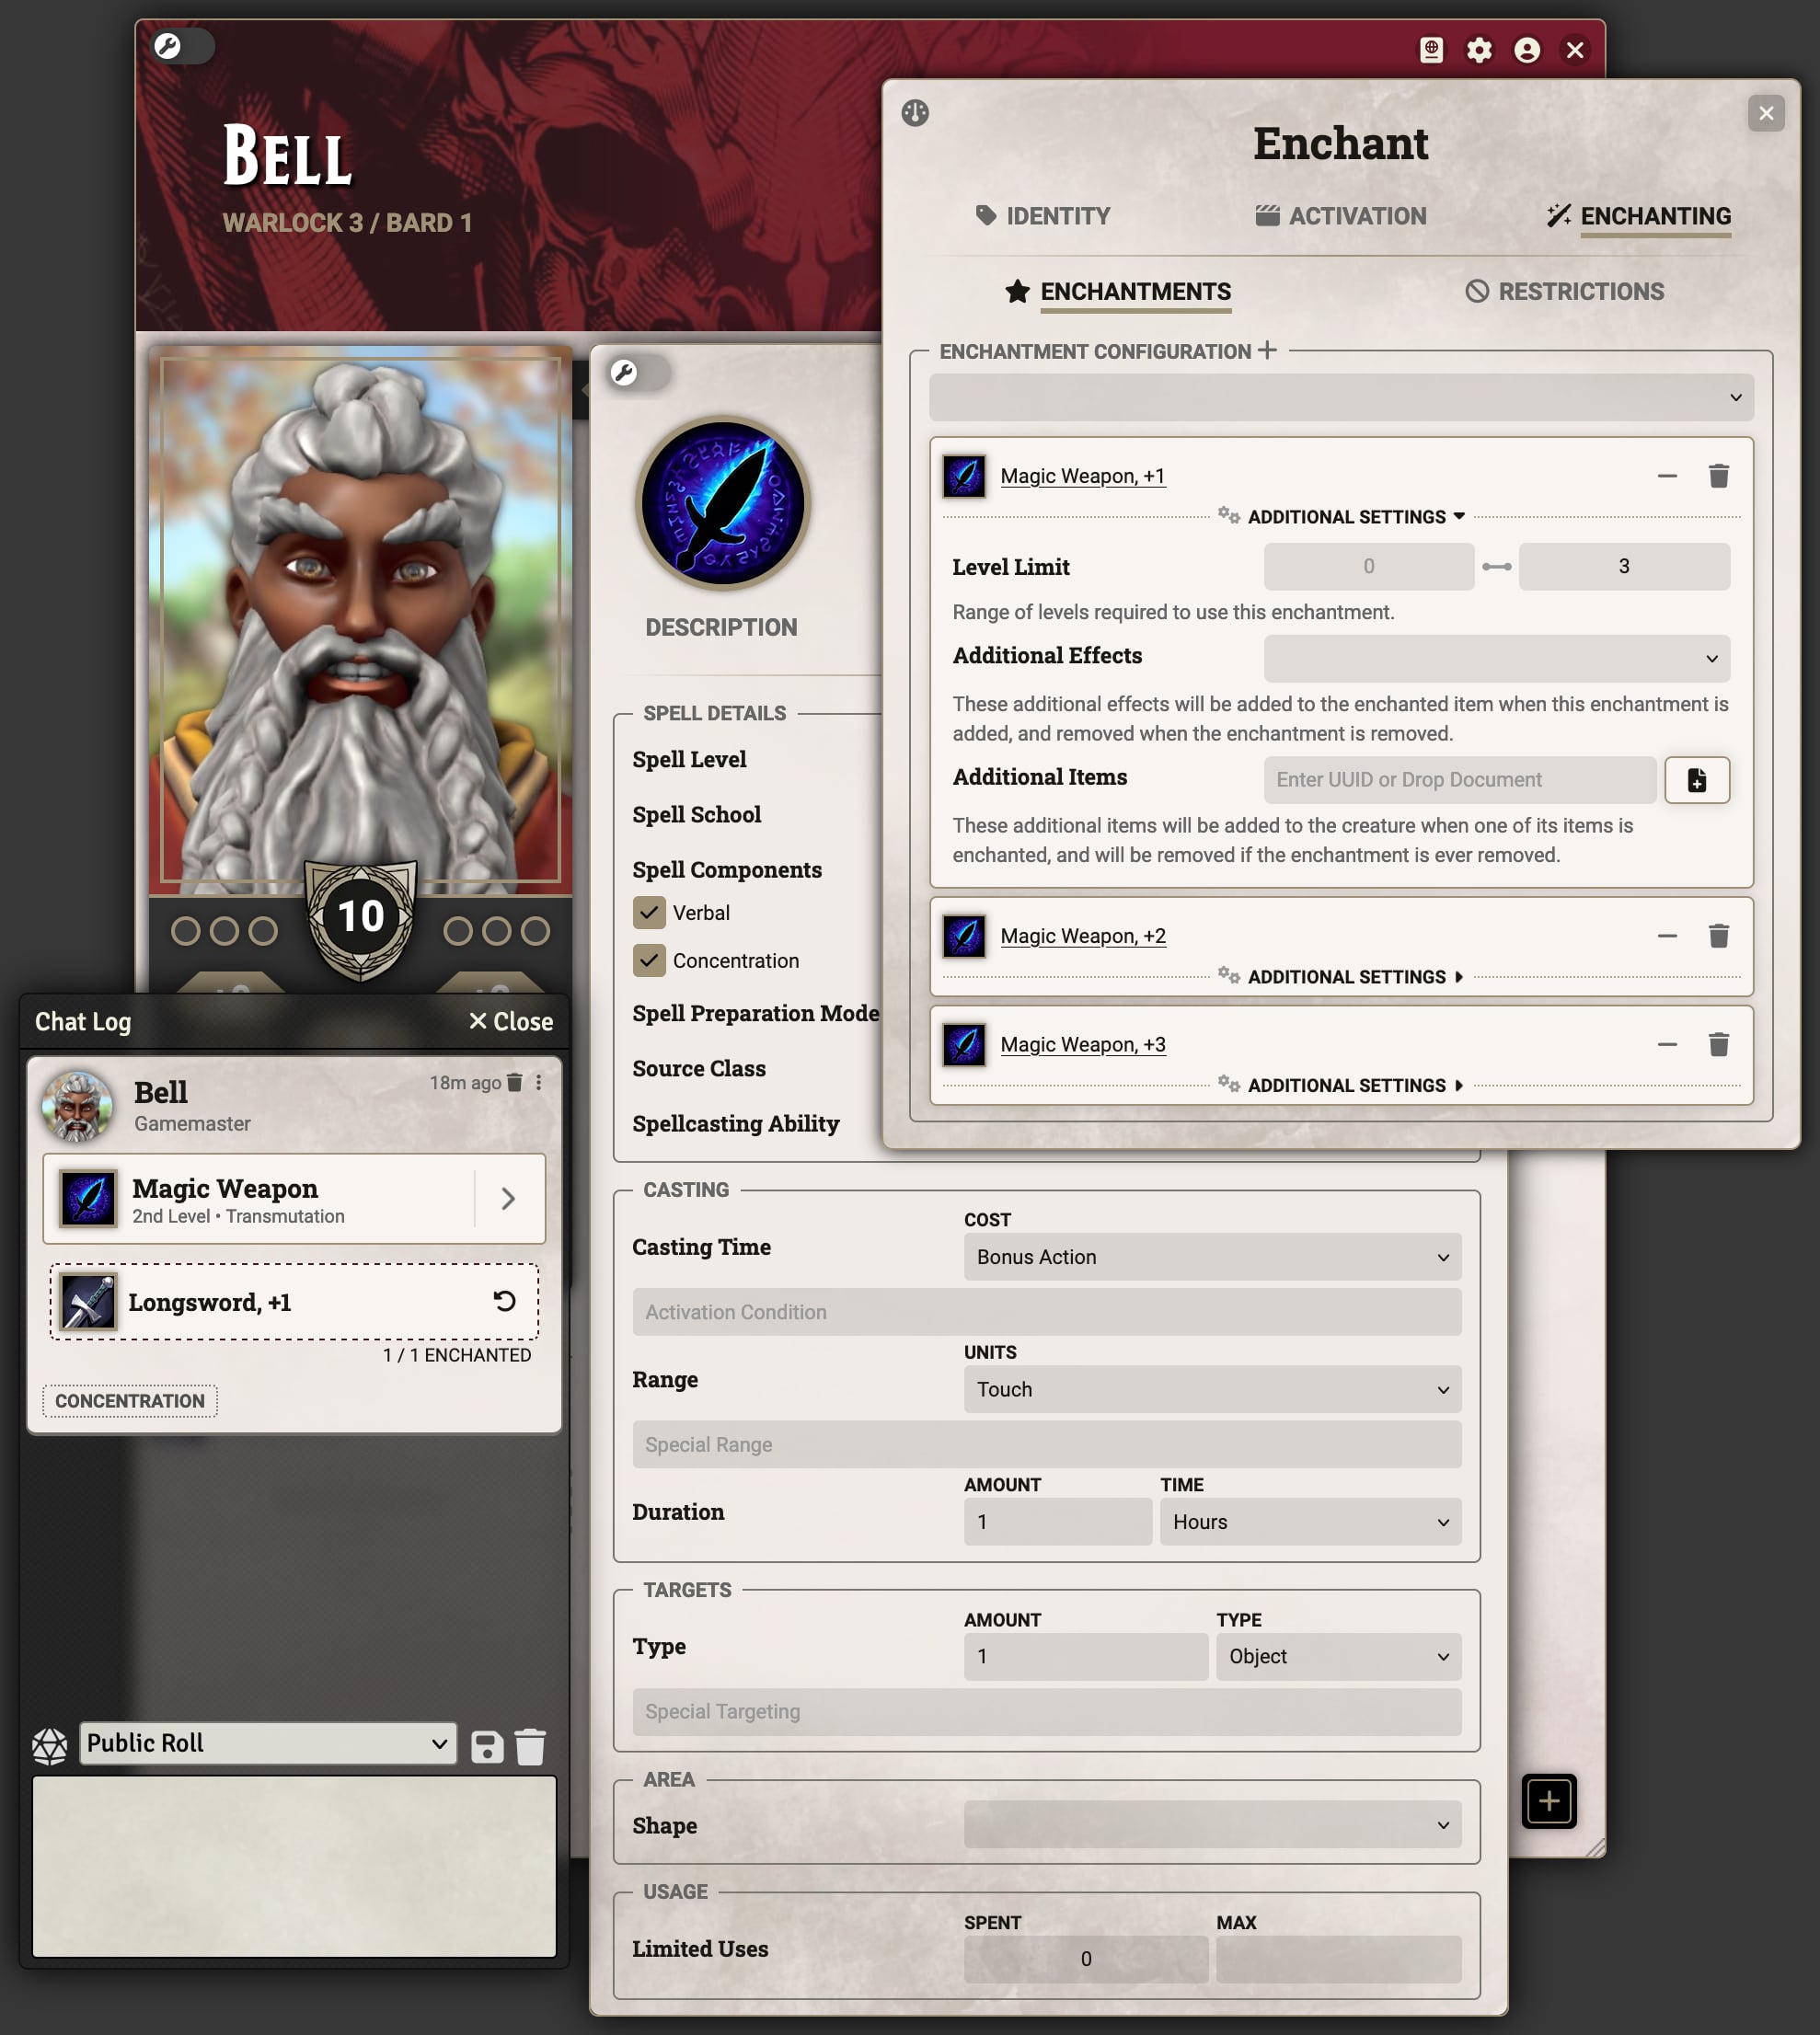 BELL
WARLOCK 3 / BARD 1
10
Enchant
IDENTITY
ACTIVATION
ENCHANTING
ENCHANTMENTS
RESTRICTIONS
ENCHANTMENT CONFIGURATION
Magic Weapon, +1
ADDITIONAL SETTINGS
Level Limit
0
3
Range of levels required to use this enchantment.
Additional Effects
These additional effects will be added to the enchanted item when this enchantment is
added, and removed when the enchantment is removed.
Additional Items
Enter UUID or Drop Document
These additional items will be added to the creature when one of its items is
enchanted, and will be removed if the enchantment is ever removed.
Magic Weapon, +2
ADDITIONAL SETTINGS
Magic Weapon, +3
ADDITIONAL SETTINGS
DESCRIPTION
SPELL DETAILS
Spell Level
Spell School
Spell Components
Verbal
Concentration
Spell Preparation Mode
Source Class
Spellcasting Ability
CASTING
COST
Casting Time
Bonus Action
Activation Condition
UNITS
Range
Touch
Special Range
AMOUNT
TIME
Duration
1
Hours
TARGETS
AMOUNT
TYPE
Type
1
Object
Special Targeting
AREA
Shape
USAGE
SPENT
MAX
Limited Uses
0
Chat Log
Close
Bell
18m ago
Gamemaster
Magic Weapon
2nd Level • Transmutation
Longsword, +1
1 / 1 ENCHANTED
CONCENTRATION
Public Roll